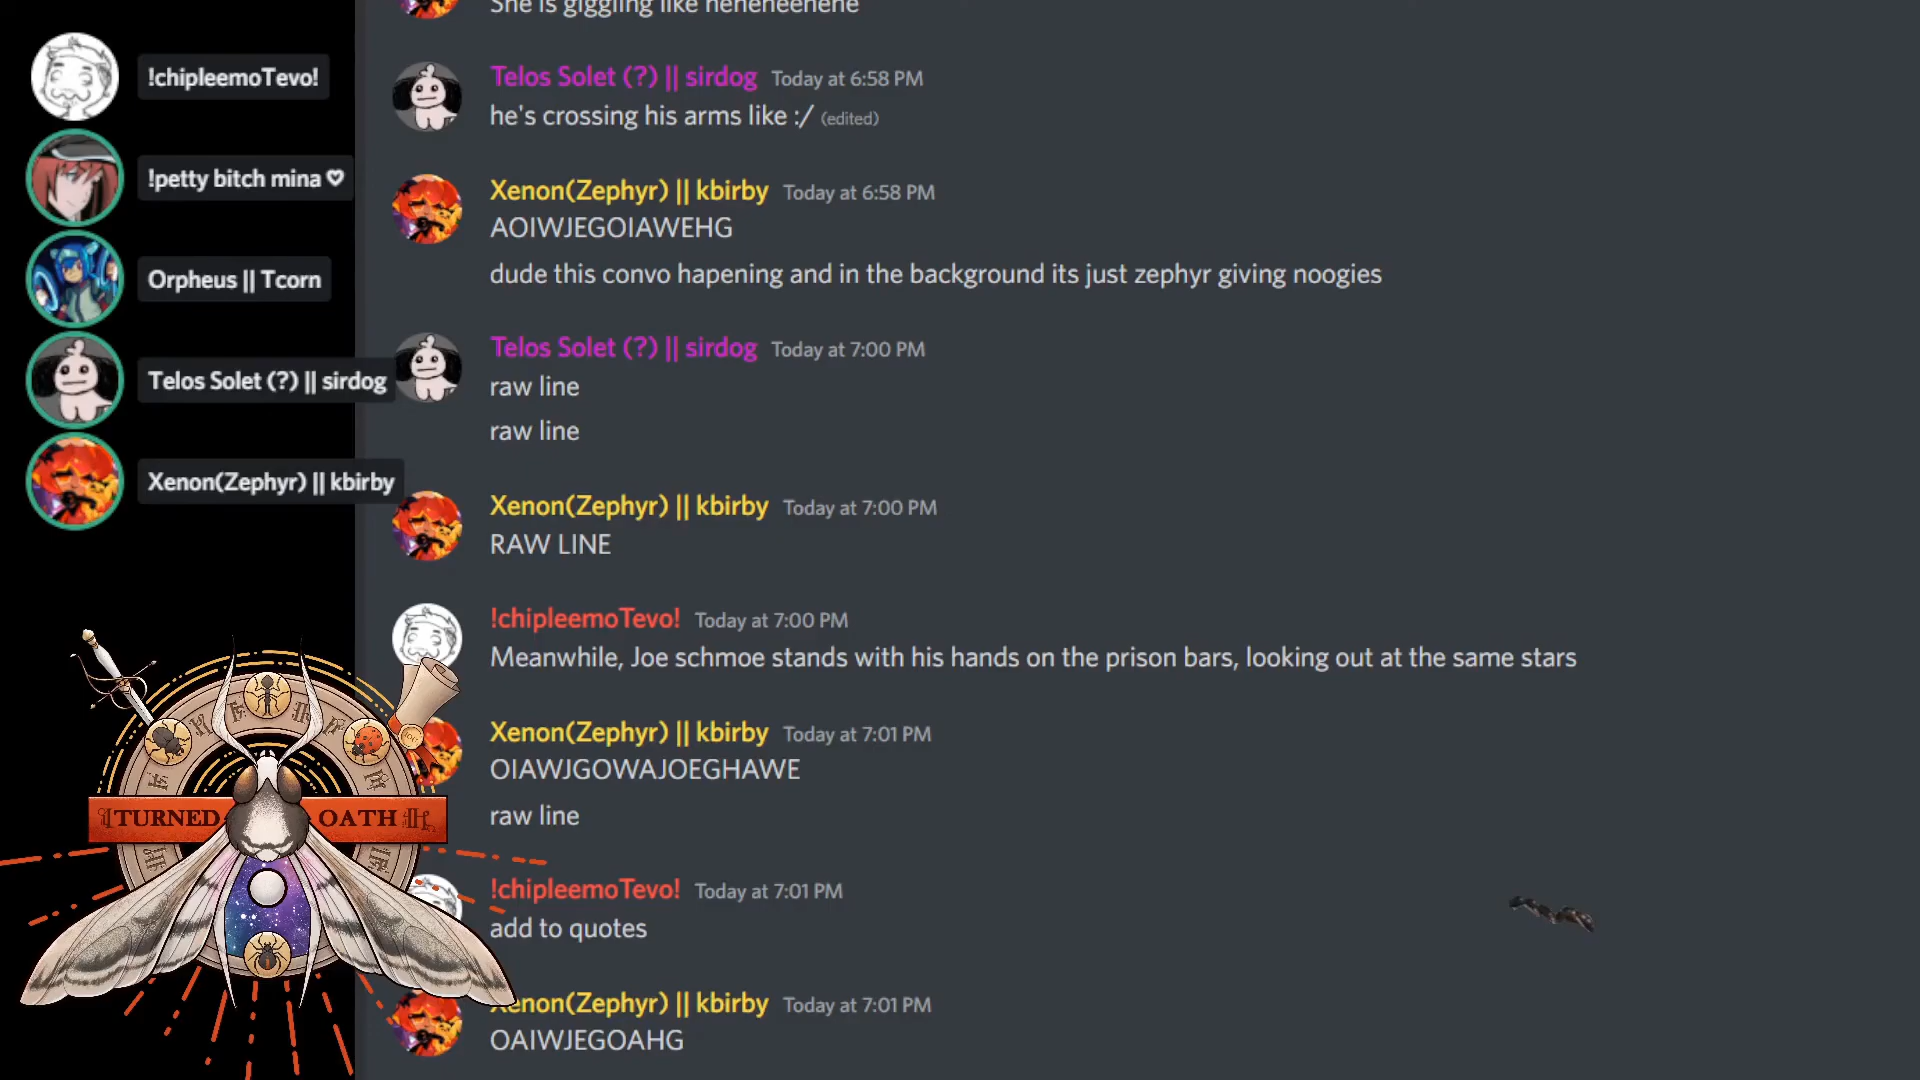 !chipleemoTevo!
!petty bitch mina ♡
Orpheus || Tcorn
Telos Solet (?) || sirdog
Xenon(Zephyr) || kbirby
TURNED OATH
She is giggling like heheheehehe
Telos Solet (?) || sirdog Today at 6:58 PM
he's crossing his arms like :/ (edited)
Xenon(Zephyr) || kbirby Today at 6:58 PM
AOIWJEGOIAWEHG
dude this convo hapening and in the background its just zephyr giving noogies
Telos Solet (?) || sirdog Today at 7:00 PM
raw line
raw line
Xenon(Zephyr) || kbirby Today at 7:00 PM
RAW LINE
!chipleemoTevo! Today at 7:00 PM
Meanwhile, Joe schmoe stands with his hands on the prison bars, looking out at the same stars
Xenon(Zephyr) || kbirby Today at 7:01 PM
OIAWJGOWAJOEGHAWE
raw line
!chipleemoTevo! Today at 7:01 PM
add to quotes
Xenon(Zephyr) || kbirby Today at 7:01 PM
OAIWJEGOAHG